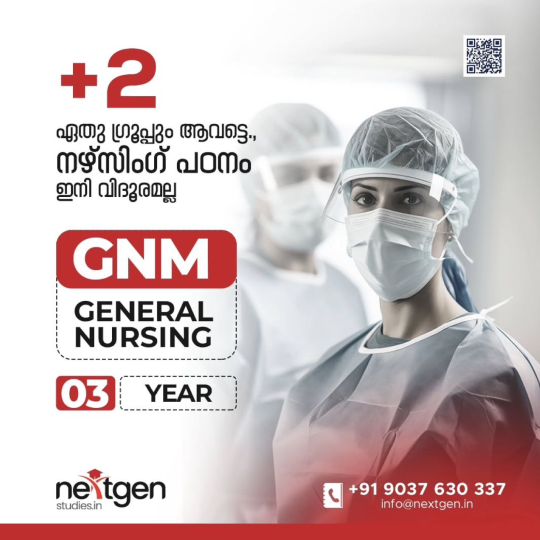 +2
ഏതു ഗ്രൂപ്പും ആവട്ടെ.,
നഴ്സിംഗ് പഠനം
ഇനി വിദൂരമല്ല
GNM
GENERAL
NURSING
03 YEAR
nextgen
studies.in
+91 9037 630 337
info@nextgen.in